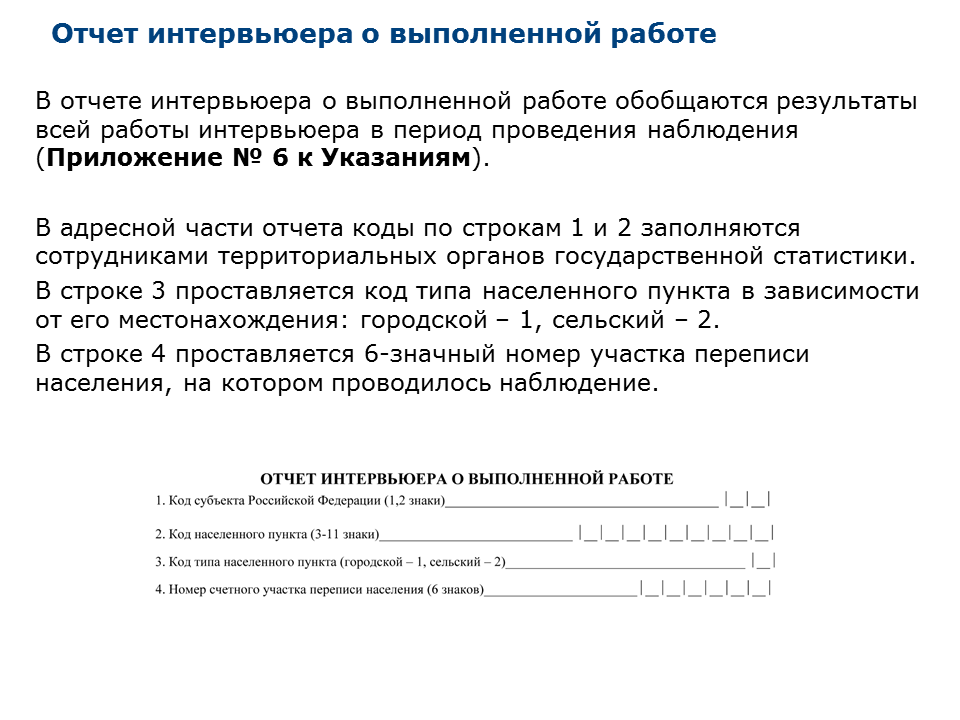 Отчет интервьюера о выполненной работе
В отчете интервьюера о выполненной работе обобщаются результаты
всей работы интервьюера в период проведения наблюдения
(Приложение № 6 к Указаниям).
В адресной части отчета коды по строкам 1 и 2 заполняются
сотрудниками территориальных органов государственной статистики.
В строке 3 проставляется код типа населенного пункта в зависимости
от его местонахождения: городской – 1, сельский – 2.
В строке 4 проставляется 6-значный номер участка переписи
населения, на котором проводилось наблюдение.
ОТЧЕТ ИНТЕРВЬЮЕРА О ВЫПОЛНЕННОЙ РАБОТЕ
1. Код субъекта Российской Федерации (1,2 знаки)_______________________________________ |__|__|
2. Код населенного пункта (3-11 знаки)____________________________ |__|__|__|__|__|__|__|__|__|
3. Код типа населенного пункта (городской – 1, сельский – 2)__________________________________ |__|
4. Номер счетного участка переписи населения (6 знаков)______________________|__|__|__|__|__|__|